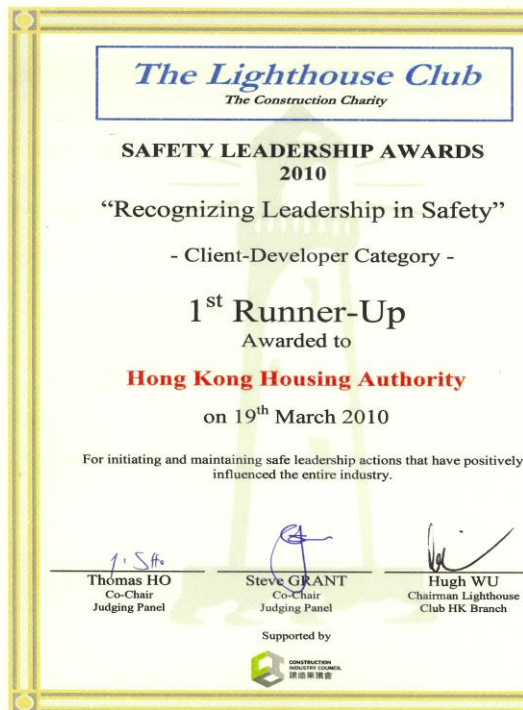 The Lighthouse Club
The Construction Charity
SAFETY LEADERSHIP AWARDS
2010
“Recognizing Leadership in Safety”
- Client-Developer Category -
1st Runner-Up
Awarded to
Hong Kong Housing Authority
on 19th March 2010
For initiating and maintaining safe leadership actions that have positively
influenced the entire industry.
Thomas HO
Co-Chair
Judging Panel
Steve GRANT
Co-Chair
Judging Panel
Hugh WU
Chairman Lighthouse
Club HK Branch
Supported by
CONSTRUCTION
INDUSTRY COUNCIL
建造業議會